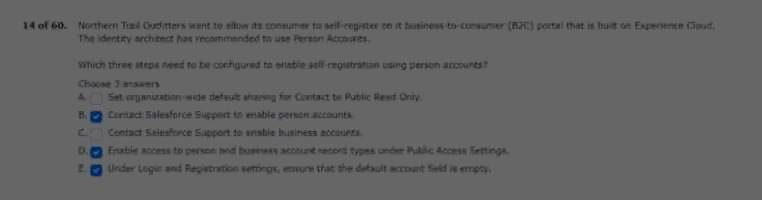 14 of 60. Northern Trail Outfitters want to allow its consumer to self-register on it business-to-consumer (B2C) portal that is built on Experience Cloud.
The identity architect has recommended to use Person Accounts.
Which three steps need to be configured to enable self-registration using person accounts?
Choose 3 answers
A. Set organization-wide default sharing for Contact to Public Read Only.
B. Contact Salesforce Support to enable person accounts.
C. Contact Salesforce Support to enable business accounts.
D. Enable access to person and business account record types under Public Access Settings.
E. Under Login and Registration settings, ensure that the default account field is empty.